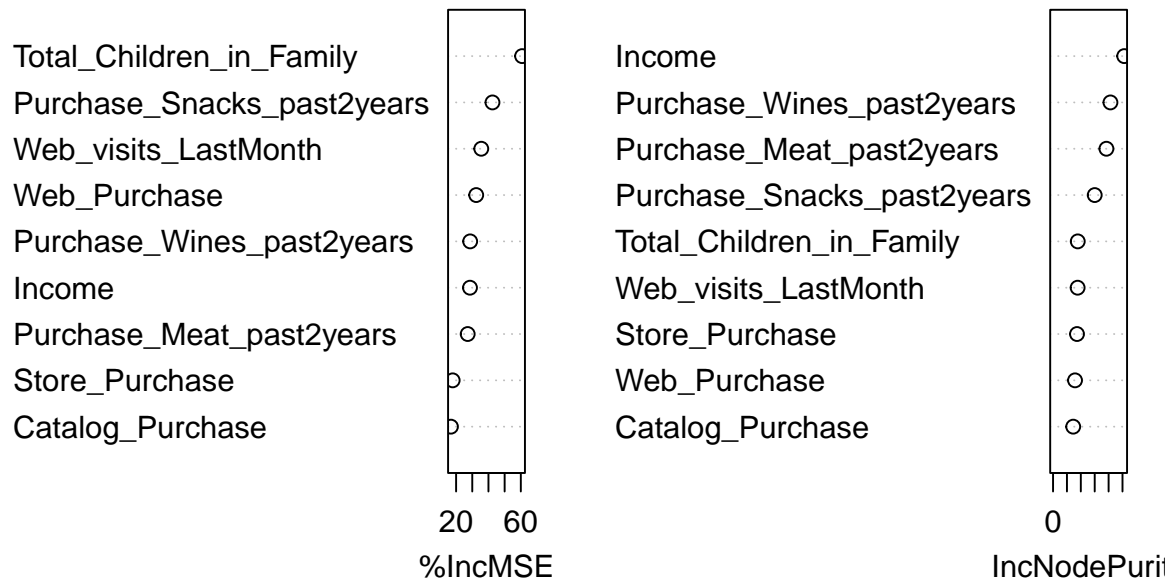 Total_Children_in_Family
Purchase_Snacks_past2years
Web_visits_LastMonth
Web_Purchase
Purchase_Wines_past2years
Income
Purchase_Meat_past2years
Store_Purchase
Catalog_Purchase
20 60
%IncMSE
Income
Purchase_Wines_past2years
Purchase_Meat_past2years
Purchase_Snacks_past2years
Total_Children_in_Family
Web_visits_LastMonth
Store_Purchase
Web_Purchase
Catalog_Purchase
0
IncNodePurit